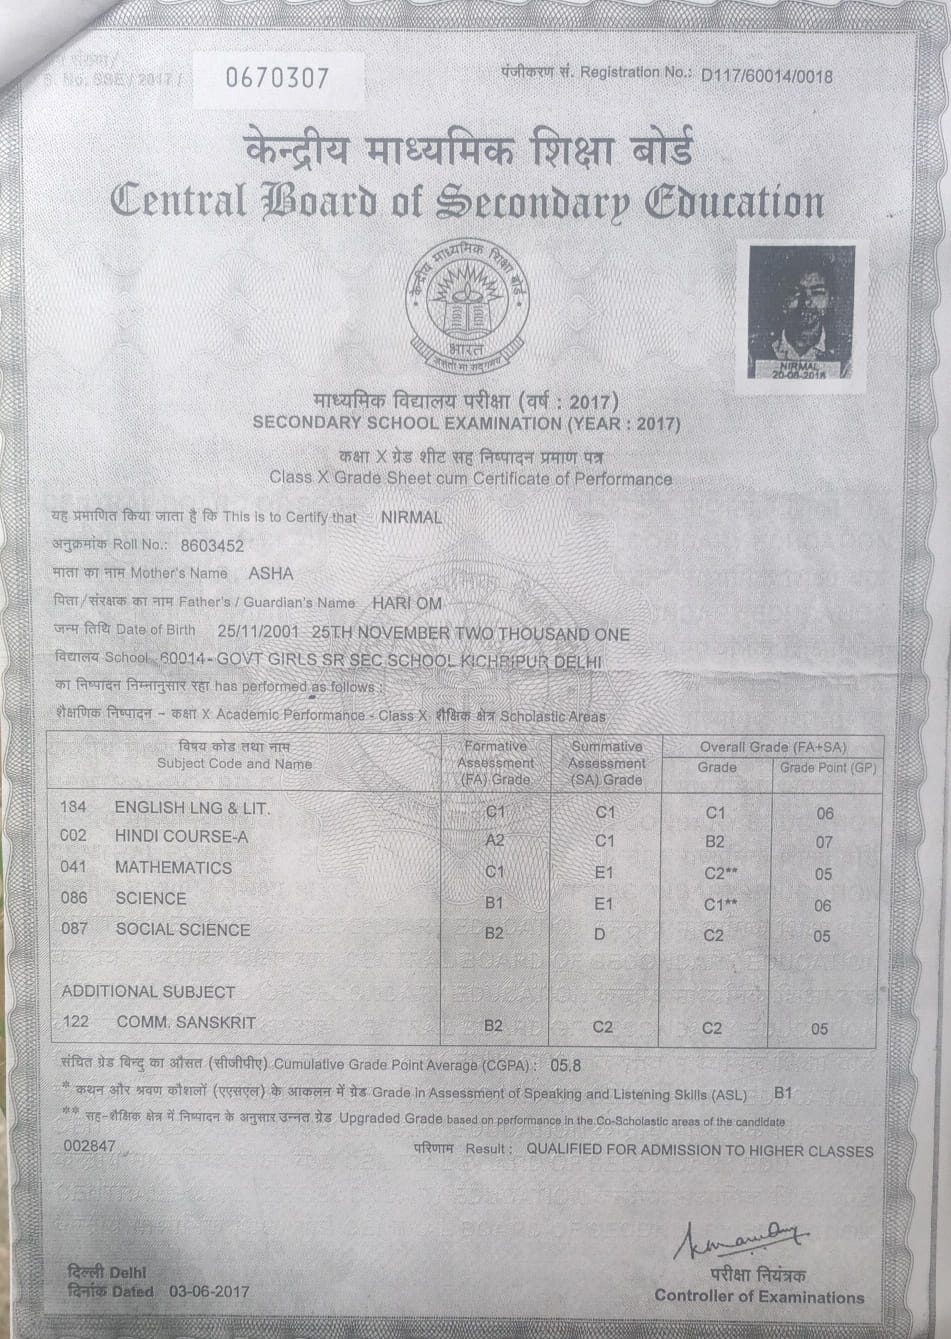 S. No. SSE/2017/ 0670307
पंजीकरण सं. Registration No.: D117/60014/0018
केन्द्रीय माध्यमिक शिक्षा बोर्ड
Central Board of Secondary Education
केन्द्रीय माध्यमिक शिक्षा बोर्ड
भारत
असतो मा सद्गमय
NIRMAL
20-08-2016
माध्यमिक विद्यालय परीक्षा (वर्ष : 2017)
SECONDARY SCHOOL EXAMINATION (YEAR : 2017)
कक्षा X ग्रेड शीट सह निष्पादन प्रमाण पत्र
Class X Grade Sheet cum Certificate of Performance
यह प्रमाणित किया जाता है कि This is to Certify that NIRMAL
अनुक्रमांक Roll No.: 8603452
माता का नाम Mother's Name ASHA
पिता/संरक्षक का नाम Father's / Guardian's Name HARI OM
जन्म तिथि Date of Birth 25/11/2001 25TH NOVEMBER TWO THOUSAND ONE
विद्यालय School 60014- GOVT GIRLS SR SEC SCHOOL KICHRIPUR DELHI
का निष्पादन निम्नानुसार रहा has performed as follows :
शैक्षणिक निष्पादन – कक्षा X Academic Performance - Class X शैक्षिक क्षेत्र Scholastic Areas
विषय कोड तथा नाम
Subject Code and Name
Formative Assessment (FA) Grade
Summative Assessment (SA) Grade
Overall Grade (FA+SA)
Grade Grade Point (GP)
184 ENGLISH LNG & LIT. C1 C1 C1 06
002 HINDI COURSE-A A2 C1 B2 07
041 MATHEMATICS C1 E1 C2** 05
086 SCIENCE B1 E1 C1** 06
087 SOCIAL SCIENCE B2 D C2 05
ADDITIONAL SUBJECT
122 COMM. SANSKRIT B2 C2 C2 05
संचित ग्रेड बिन्दु का औसत (सीजीपीए) Cumulative Grade Point Average (CGPA) : 05.8
* कथन और श्रवण कौशलों (एएसएल) के आकलन में ग्रेड Grade in Assessment of Speaking and Listening Skills (ASL) B1
** सह-शैक्षिक क्षेत्र में निष्पादन के अनुसार उन्नत ग्रेड Upgraded Grade based on performance in the Co-Scholastic areas of the candidate
002847 परिणाम Result : QUALIFIED FOR ADMISSION TO HIGHER CLASSES
दिल्ली Delhi
दिनांक Dated 03-06-2017
परीक्षा नियंत्रक
Controller of Examinations